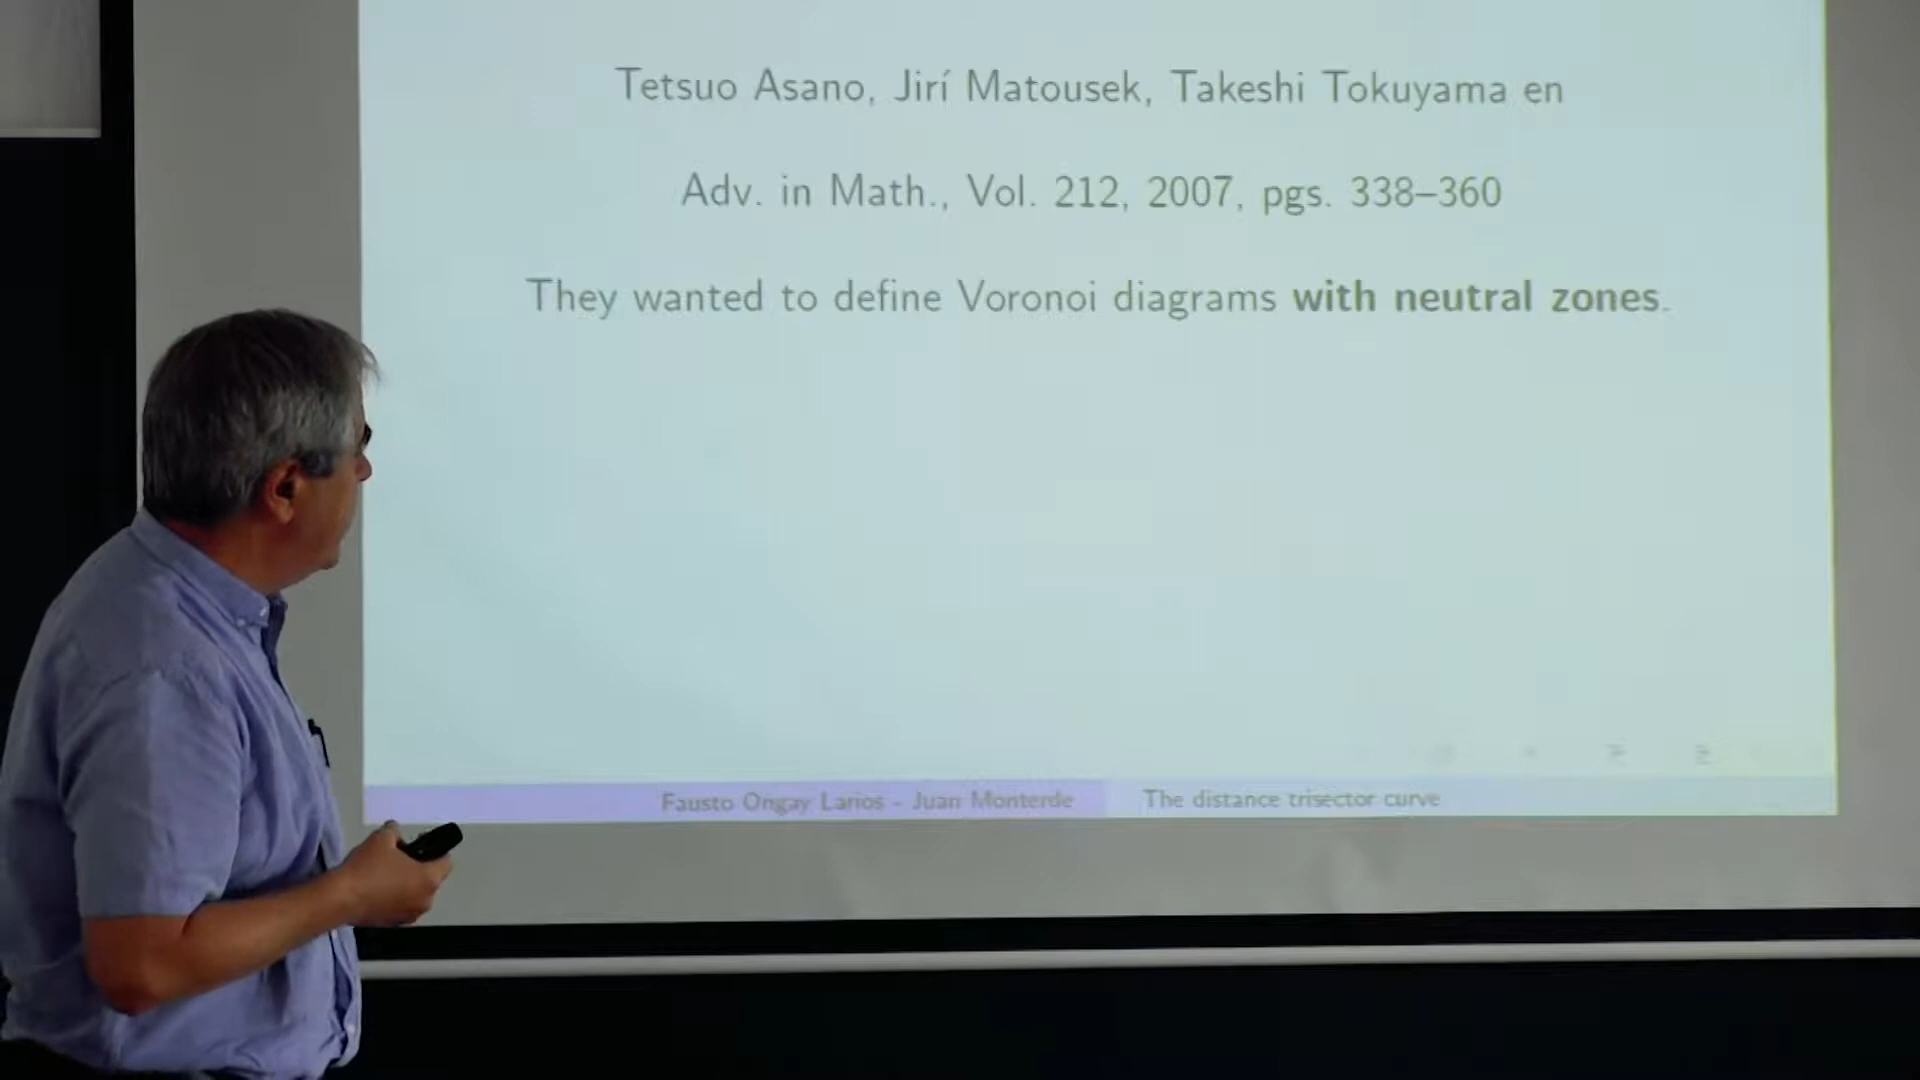 Tetsuo Asano, Jirí Matousek, Takeshi Tokuyama en
Adv. in Math., Vol. 212, 2007, pgs. 338–360
They wanted to define Voronoi diagrams with neutral zones.
Fausto Ongay Larios - Juan Monterde
The distance trisector curve